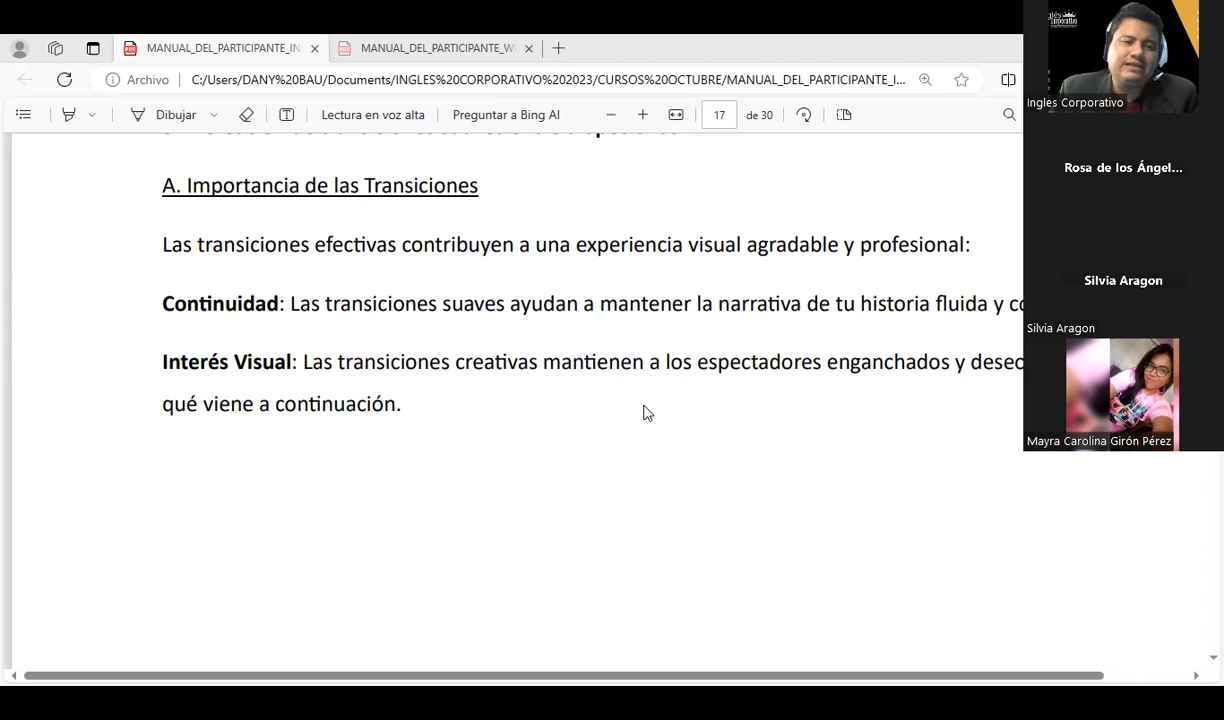 MANUAL_DEL_PARTICIPANTE_IN
MANUAL_DEL_PARTICIPANTE_W
Archivo
C:/Users/DANY%20BAU/Documents/INGLES%20CORPORATIVO%202023/CURSOS%20OCTUBRE/MANUAL_DEL_PARTICIPANTE_I...
Dibujar
Lectura en voz alta
Preguntar a Bing AI
17
de 30
A. Importancia de las Transiciones
Las transiciones efectivas contribuyen a una experiencia visual agradable y profesional:
Continuidad: Las transiciones suaves ayudan a mantener la narrativa de tu historia fluida y co
Interés Visual: Las transiciones creativas mantienen a los espectadores enganchados y deseo
qué viene a continuación.
Ingles Corporativo
Rosa de los Ángel...
Silvia Aragon
Silvia Aragon
Mayra Carolina Girón Pérez